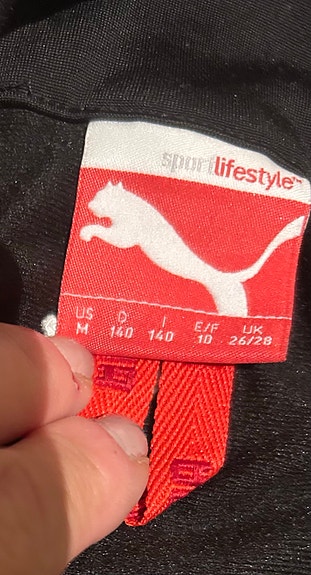 sportlifestyle™
US D I E/F UK
M 140 140 10 26/28